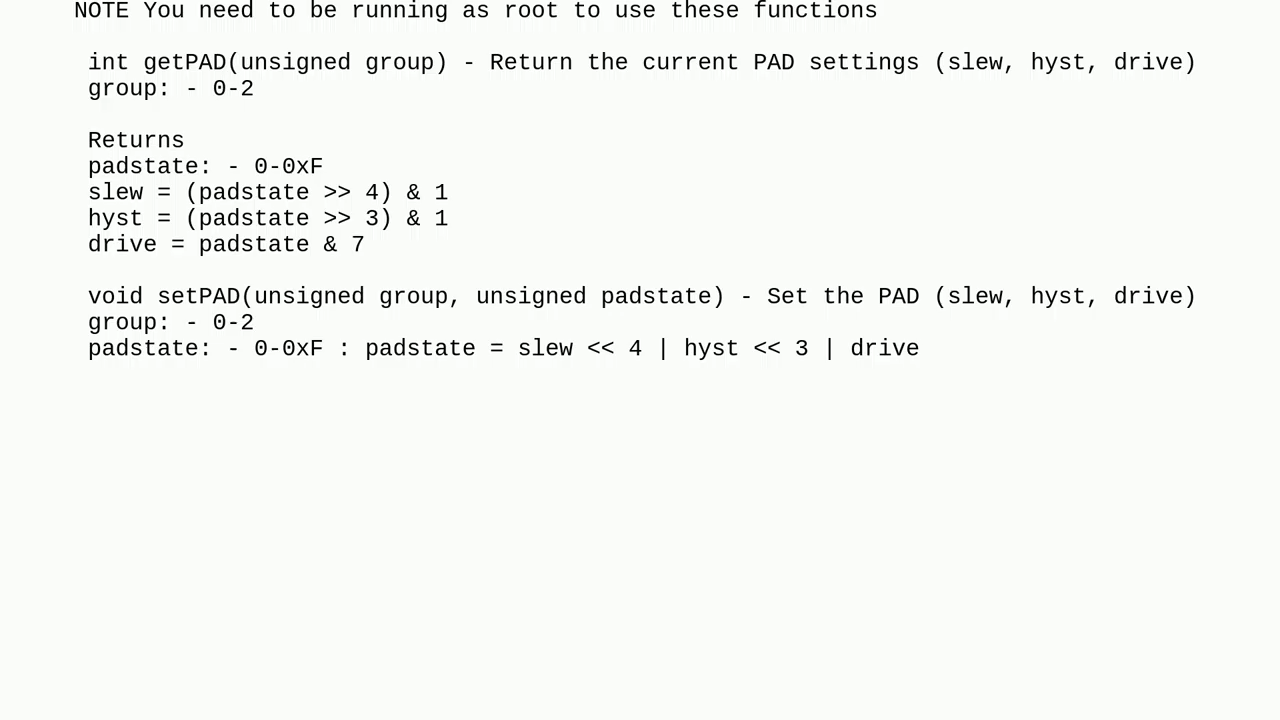 NOTE You need to be running as root to use these functions
int getPAD(unsigned group) - Return the current PAD settings (slew, hyst, drive)
group: - 0-2
Returns
padstate: - 0-0xF
slew = (padstate >> 4) & 1
hyst = (padstate >> 3) & 1
drive = padstate & 7
void setPAD(unsigned group, unsigned padstate) - Set the PAD (slew, hyst, drive)
group: - 0-2
padstate: - 0-0xF : padstate = slew << 4 | hyst << 3 | drive